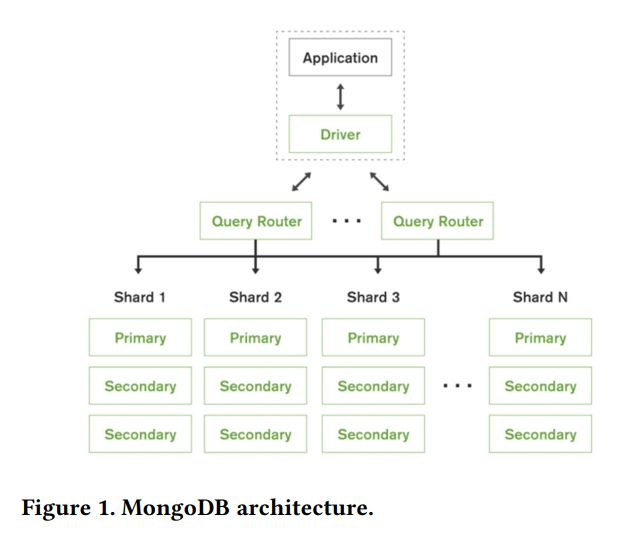 Application
Driver
Query Router ... Query Router
Shard 1 Shard 2 Shard 3 Shard N
Primary Primary Primary Primary
Secondary Secondary Secondary ... Secondary
Secondary Secondary Secondary Secondary
Figure 1. MongoDB architecture.